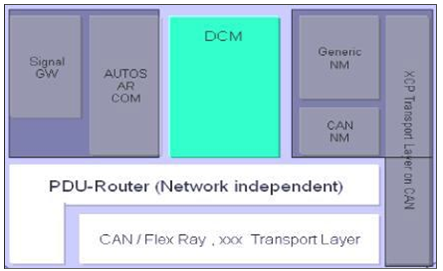 Signal
GW
AUTOS
AR
COM
DCM
Generic
NM
CAN
NM
XCP Transport Layer on CAN
PDU-Router (Network independent)
CAN / Flex Ray , xxx Transport Layer